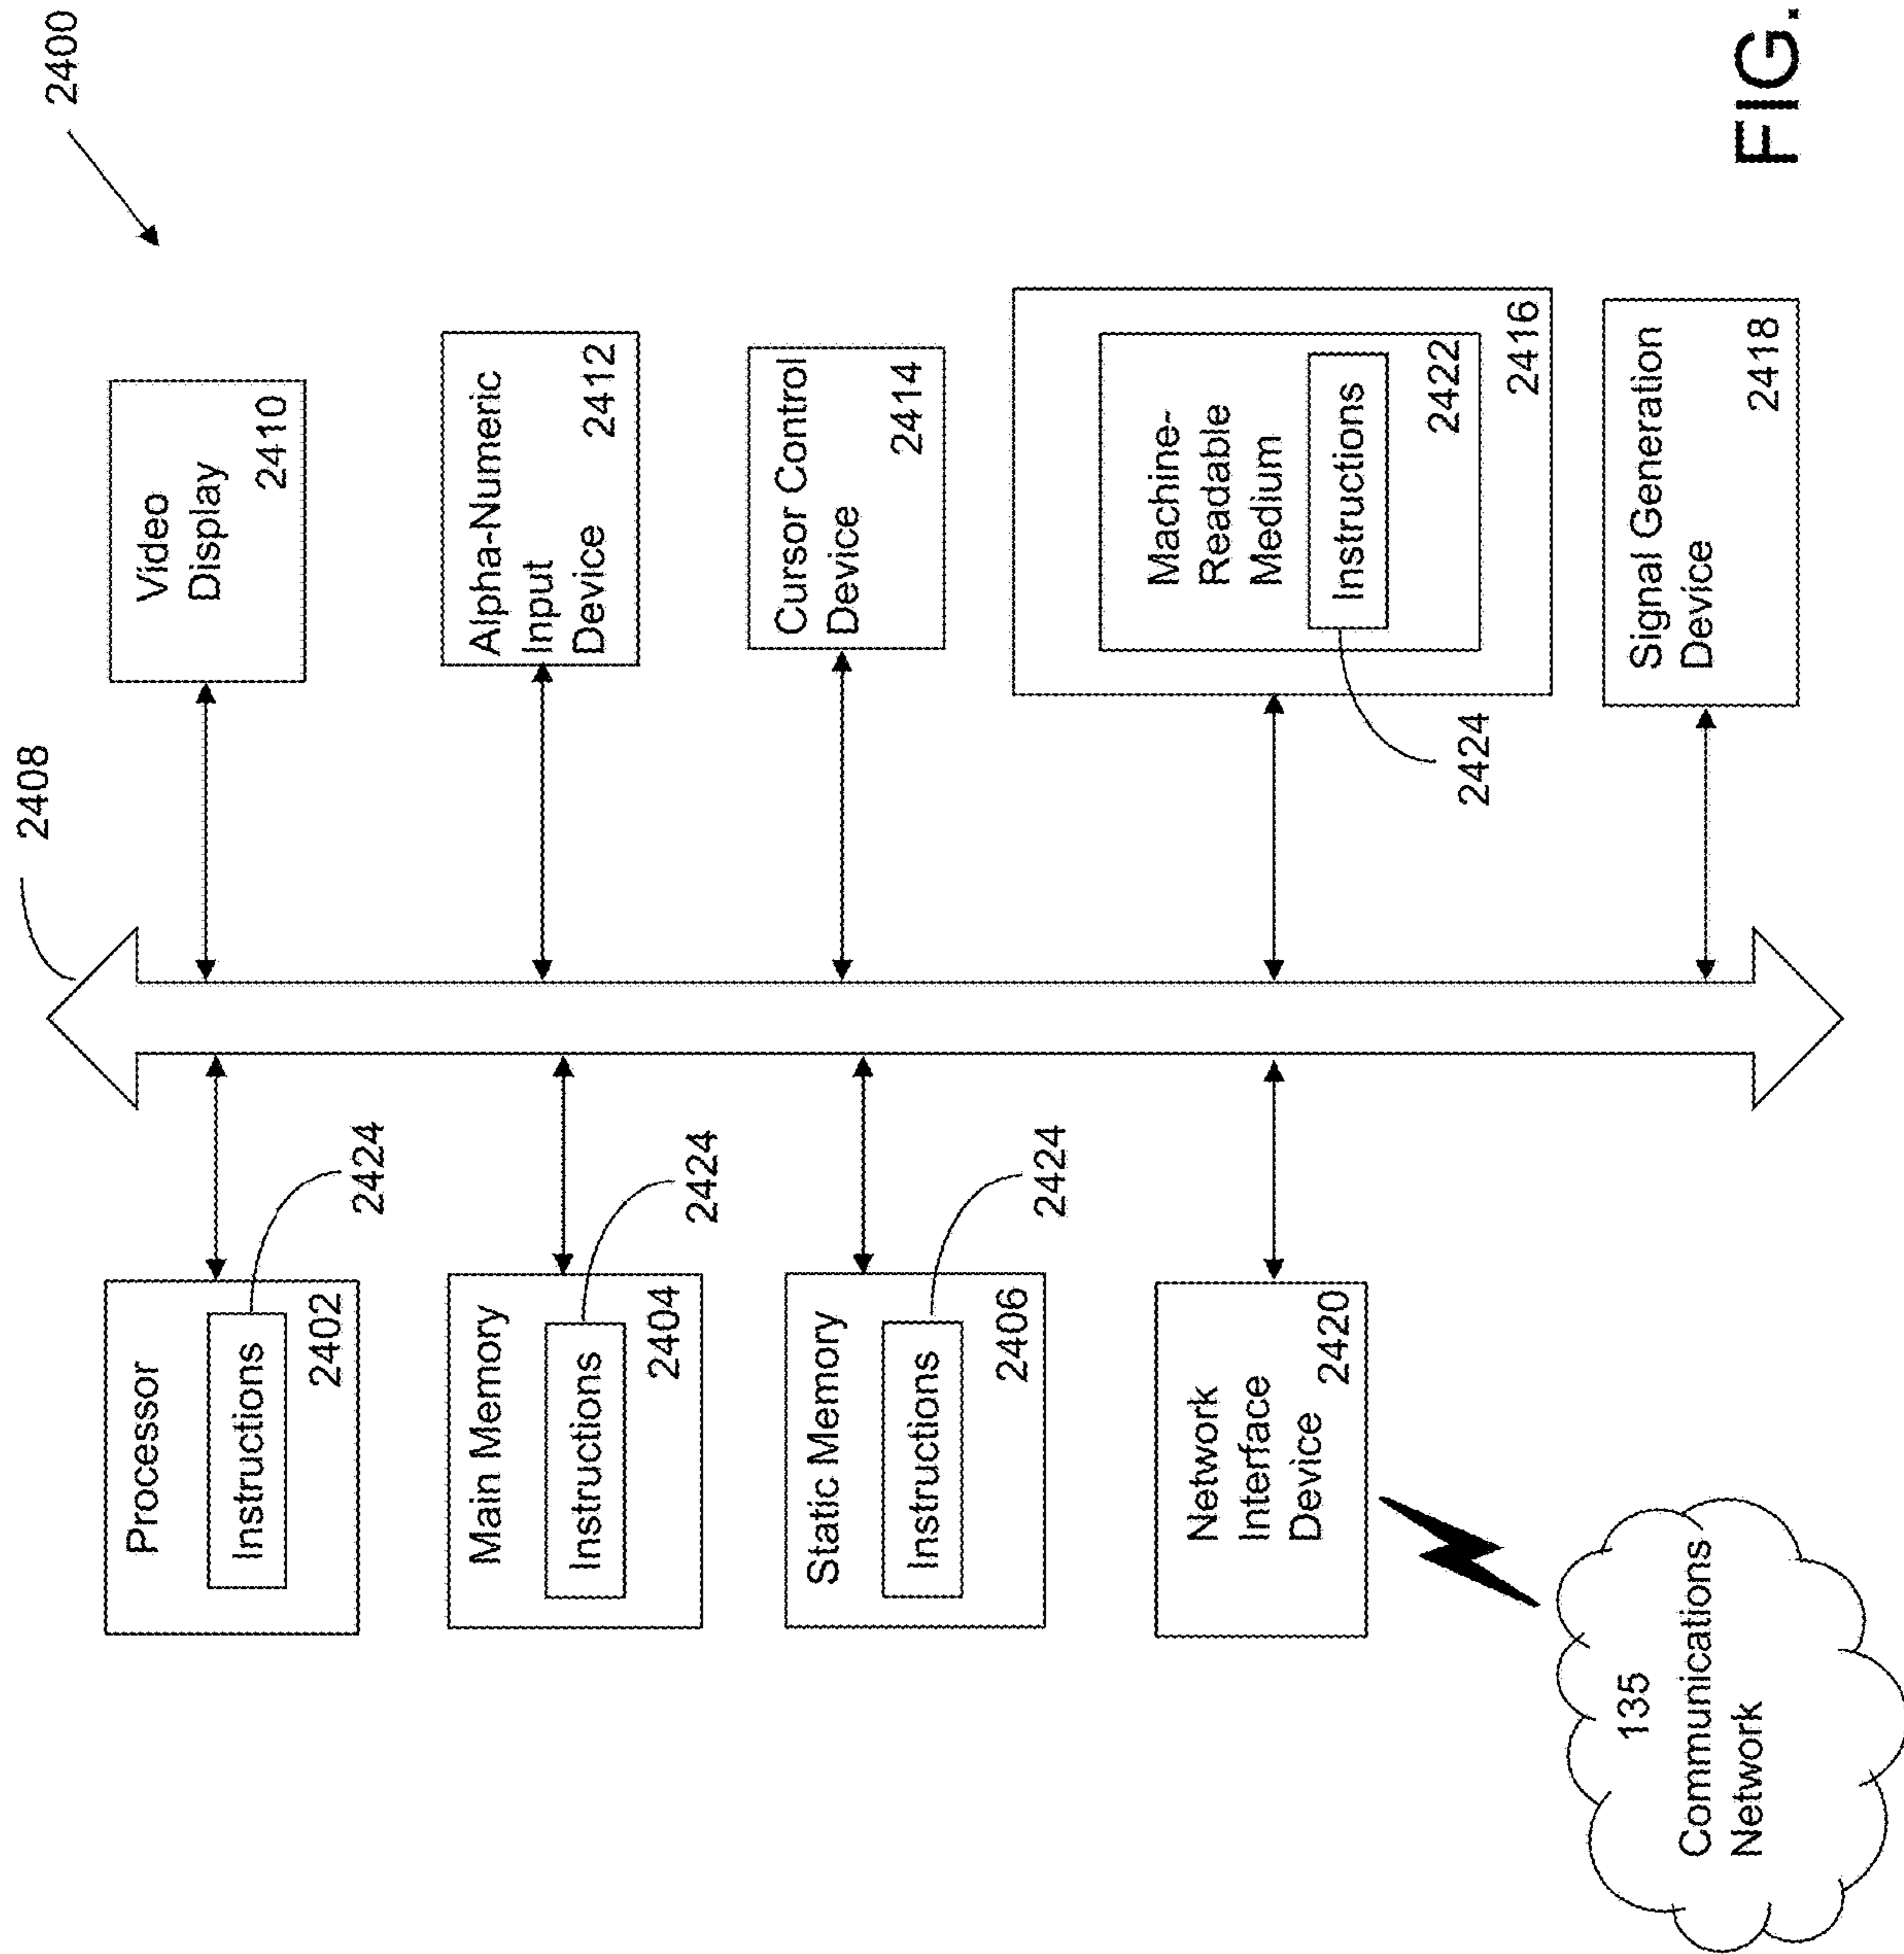 2400
2408
Processor
Instructions
2402
2424
Main Memory
Instructions
2404
2424
Static Memory
Instructions
2406
2424
Network
Interface
Device
2420
135
Communications
Network
Video
Display
2410
Alpha-Numeric
Input
Device
2412
Cursor Control
Device
2414
Machine-
Readable
Medium
Instructions
2422
2416
2424
Signal Generation
Device
2418
FIG.